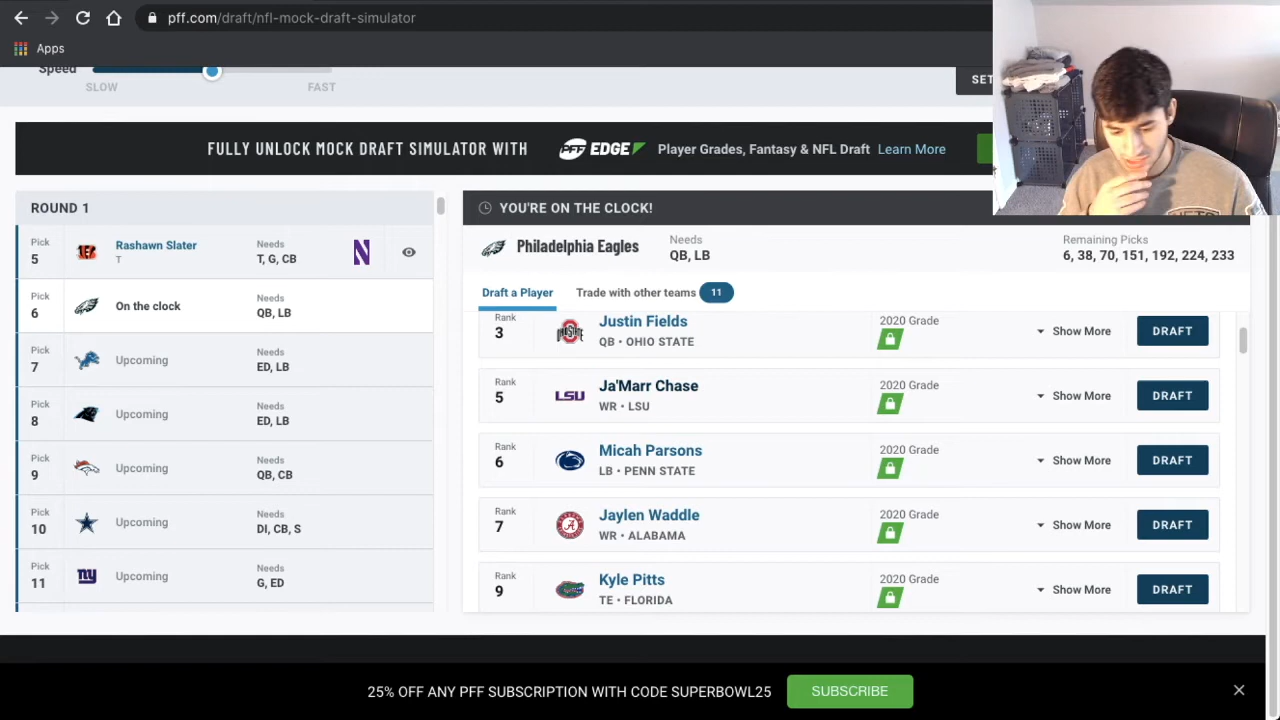 pff.com/draft/nfl-mock-draft-simulator
Apps
Speed
SLOW
FAST
SET
FULLY UNLOCK MOCK DRAFT SIMULATOR WITH
PFF EDGE
Player Grades, Fantasy & NFL Draft Learn More
ROUND 1
Pick
5
Rashawn Slater
T
Needs
T, G, CB
N
Pick
6
On the clock
Needs
QB, LB
Pick
7
Upcoming
Needs
ED, LB
Pick
8
Upcoming
Needs
ED, LB
Pick
9
Upcoming
Needs
QB, CB
Pick
10
Upcoming
Needs
DI, CB, S
Pick
11
ny
Upcoming
Needs
G, ED
YOU'RE ON THE CLOCK!
Philadelphia Eagles
Needs
QB, LB
Remaining Picks
6, 38, 70, 151, 192, 224, 233
Draft a Player
Trade with other teams 11
Rank
3
OHIO STATE
Justin Fields
QB • OHIO STATE
2020 Grade
Show More
DRAFT
Rank
5
LSU
Ja'Marr Chase
WR • LSU
2020 Grade
Show More
DRAFT
Rank
6
Micah Parsons
LB • PENN STATE
2020 Grade
Show More
DRAFT
Rank
7
Jaylen Waddle
WR • ALABAMA
2020 Grade
Show More
DRAFT
Rank
9
Kyle Pitts
TE • FLORIDA
2020 Grade
Show More
DRAFT
25% OFF ANY PFF SUBSCRIPTION WITH CODE SUPERBOWL25
SUBSCRIBE